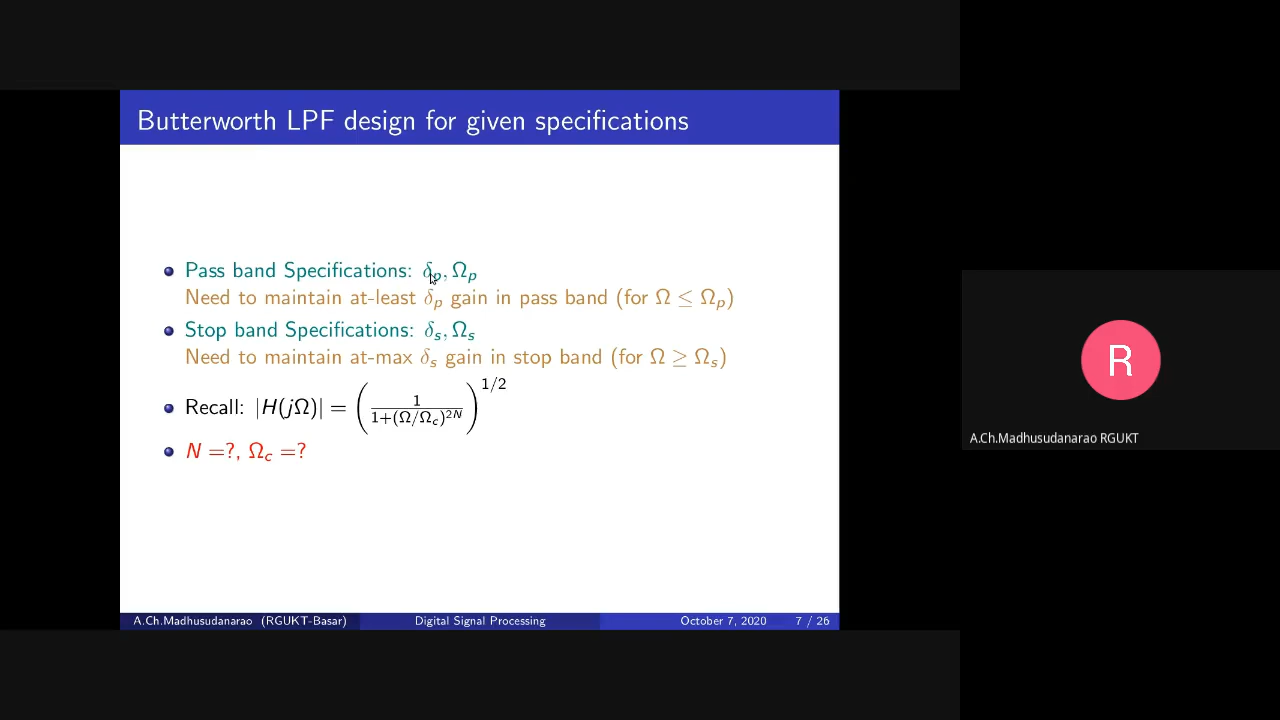 Butterworth LPF design for given specifications
Pass band Specifications: δp, Ωp
Need to maintain at-least δp gain in pass band (for Ω ≤ Ωp)
Stop band Specifications: δs, Ωs
Need to maintain at-max δs gain in stop band (for Ω ≥ Ωs)
Recall: |H(jΩ)| = (1/(1+(Ω/Ωc)^2N))^1/2
N =?, Ωc =?
A.Ch.Madhusudanarao (RGUKT-Basar) Digital Signal Processing October 7, 2020 7 / 26
R
A.Ch.Madhusudanarao RGUKT